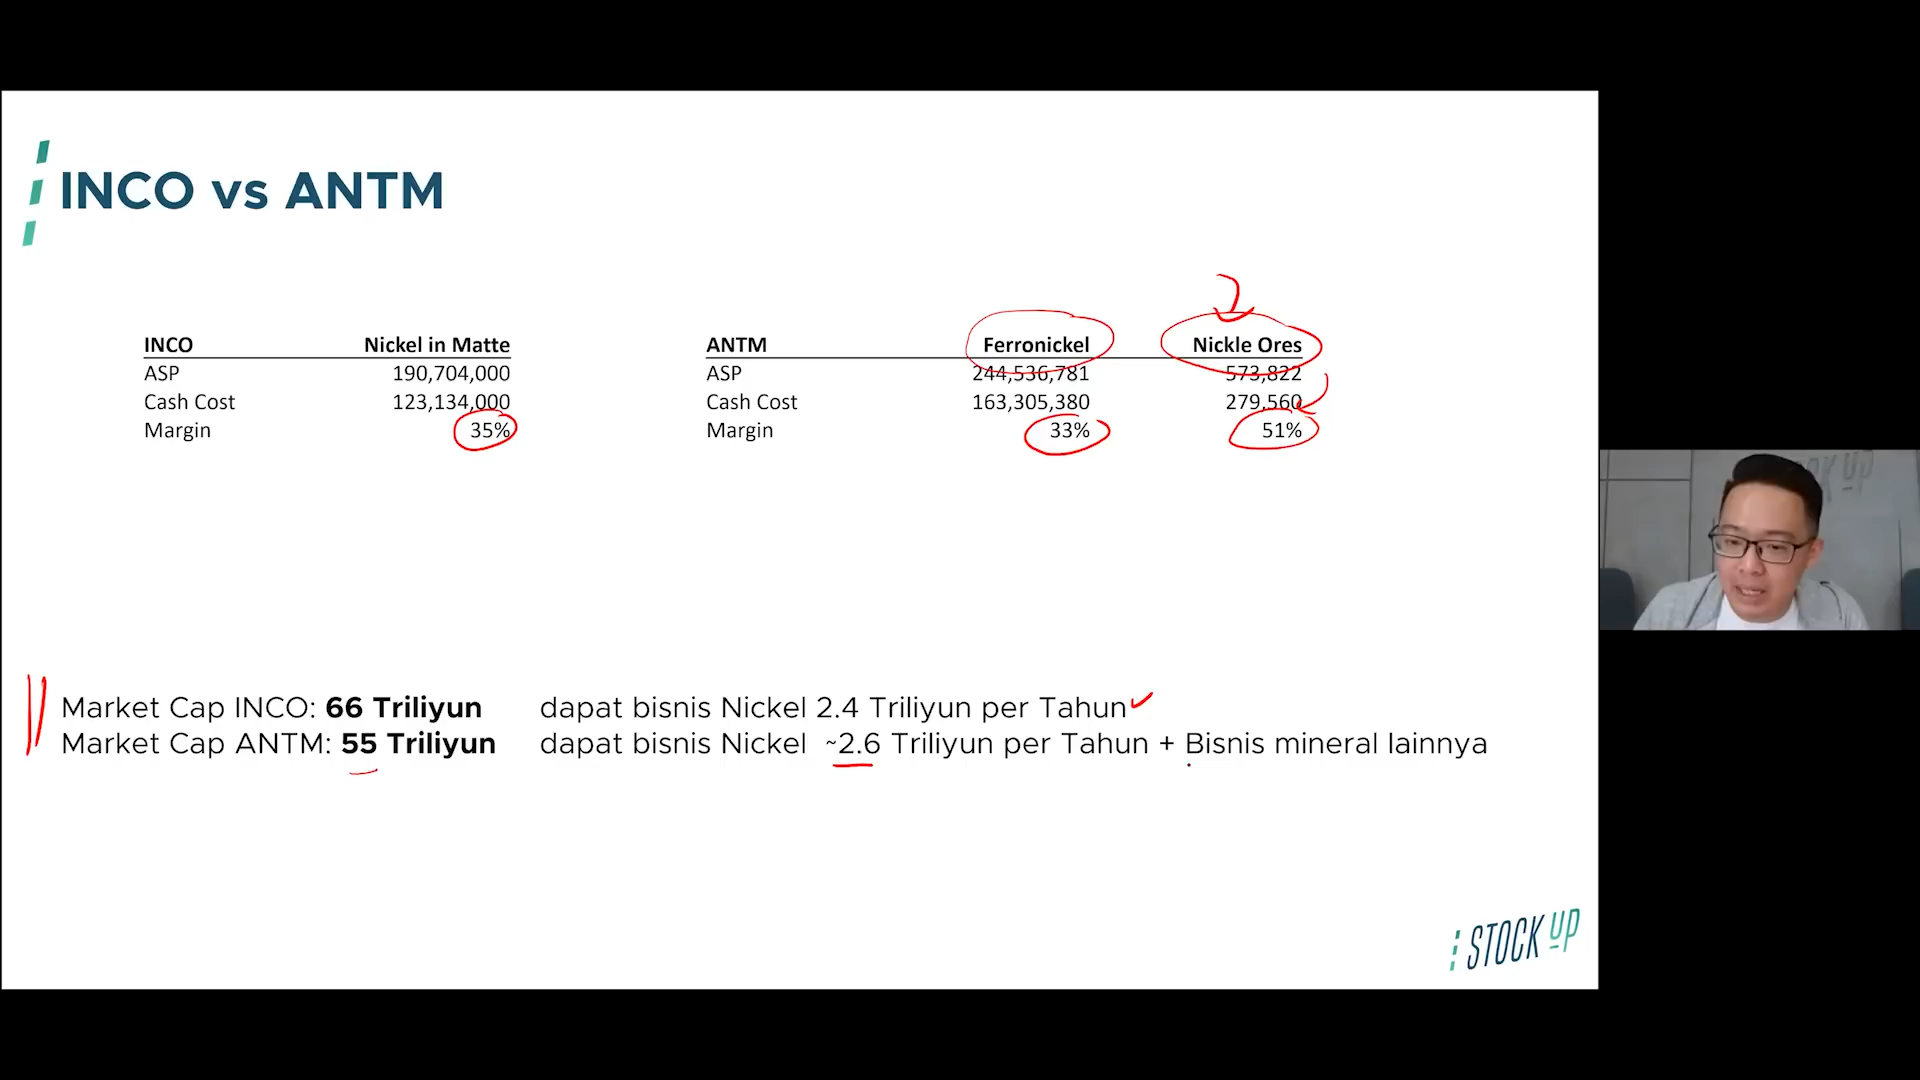 INCO vs ANTM
INCO Nickel in Matte
ASP 190,704,000
Cash Cost 123,134,000
Margin 35%
ANTM Ferronickel Nickle Ores
ASP 244,536,781 573,822
Cash Cost 163,305,380 279,560
Margin 33% 51%
Market Cap INCO: 66 Triliyun dapat bisnis Nickel 2.4 Triliyun per Tahun
Market Cap ANTM: 55 Triliyun dapat bisnis Nickel ~2.6 Triliyun per Tahun + Bisnis mineral lainnya
STOCK UP